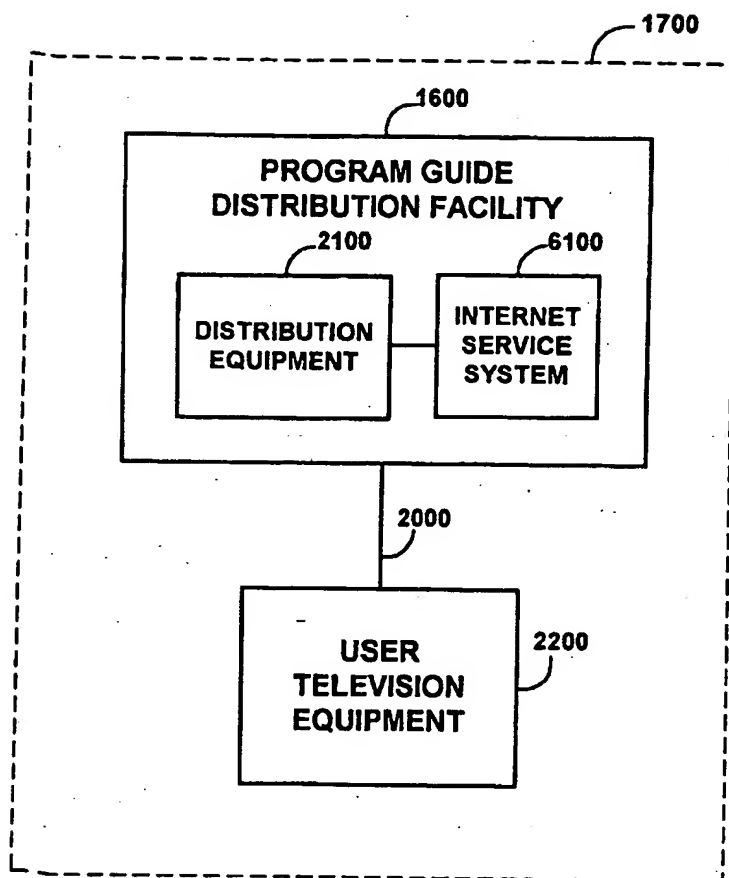 1700
1600
PROGRAM GUIDE
DISTRIBUTION FACILITY
2100
6100
DISTRIBUTION
EQUIPMENT
INTERNET
SERVICE
SYSTEM
2000
USER
TELEVISION
EQUIPMENT
2200